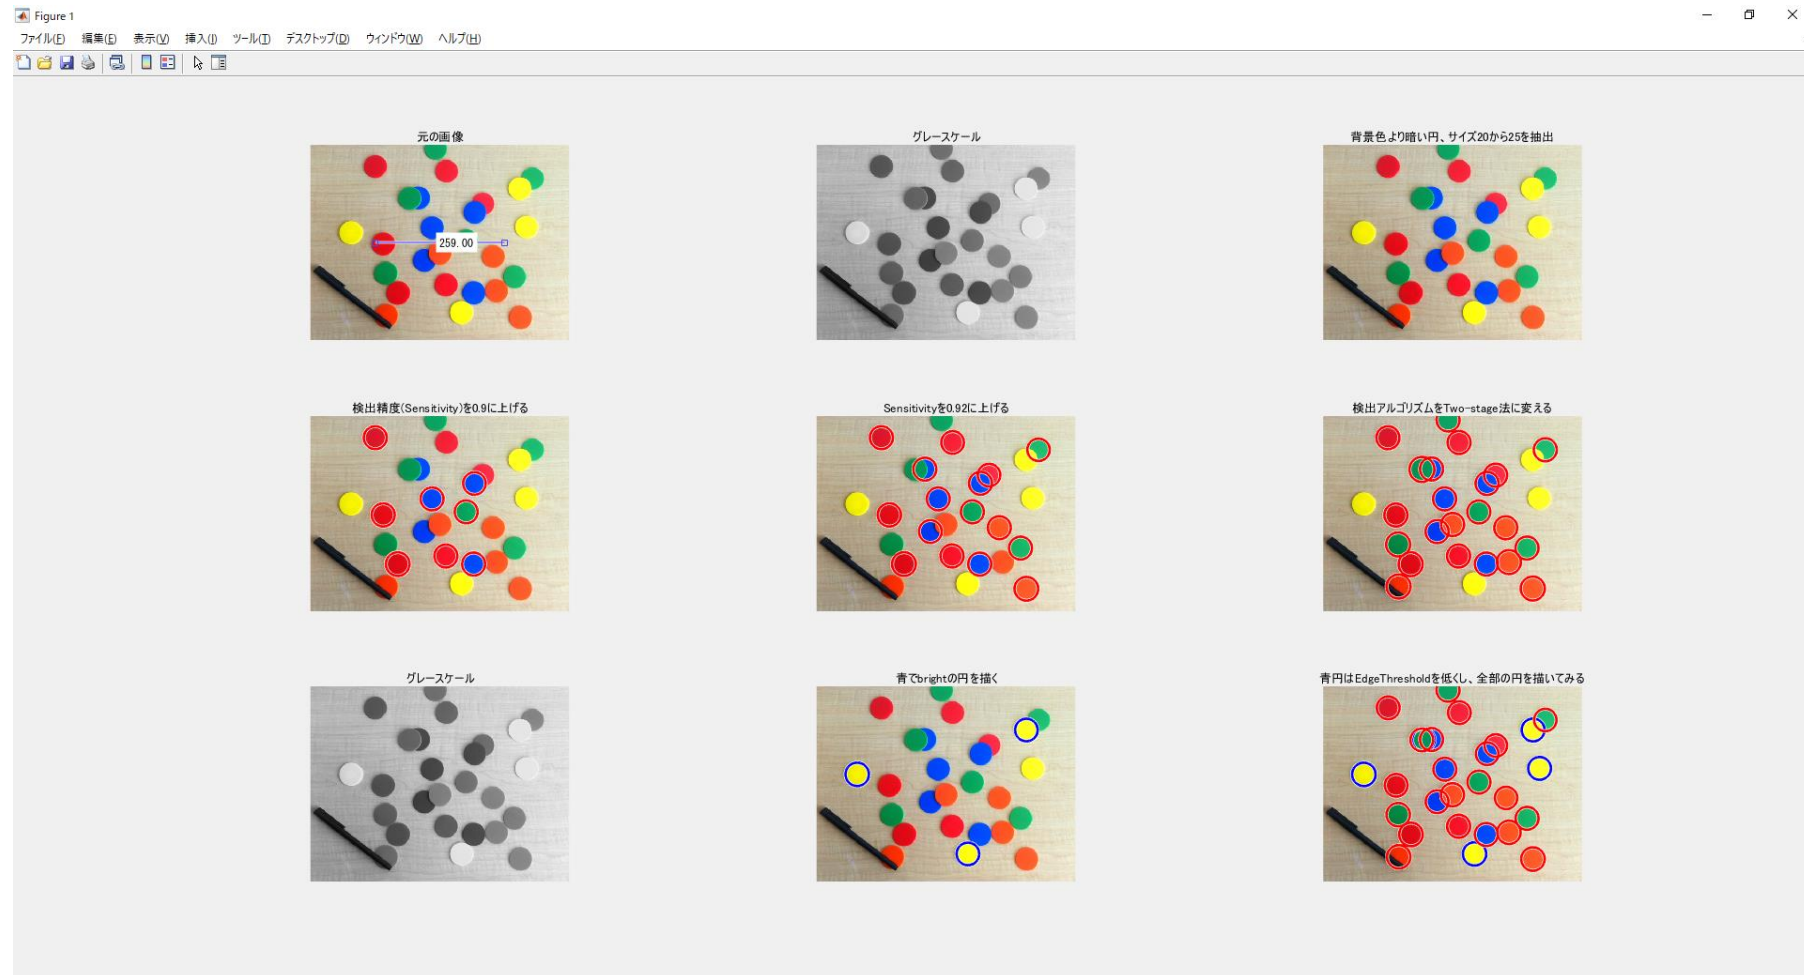 Figure 1
ファイル(F) 編集(E) 表示(V) 挿入(I) ツール(T) デスクトップ(D) ウィンドウ(W) ヘルプ(H)
元の画像
グレースケール
背景色より暗い円、サイズ20から25を抽出
259.00
検出精度(Sensitivity)を0.9に上げる
Sensitivityを0.92に上げる
検出アルゴリズムをTwo-stage法に変える
グレースケール
青でbrightの円を描く
青円はEdgeThresholdを低くし、全部の円を描いてみる